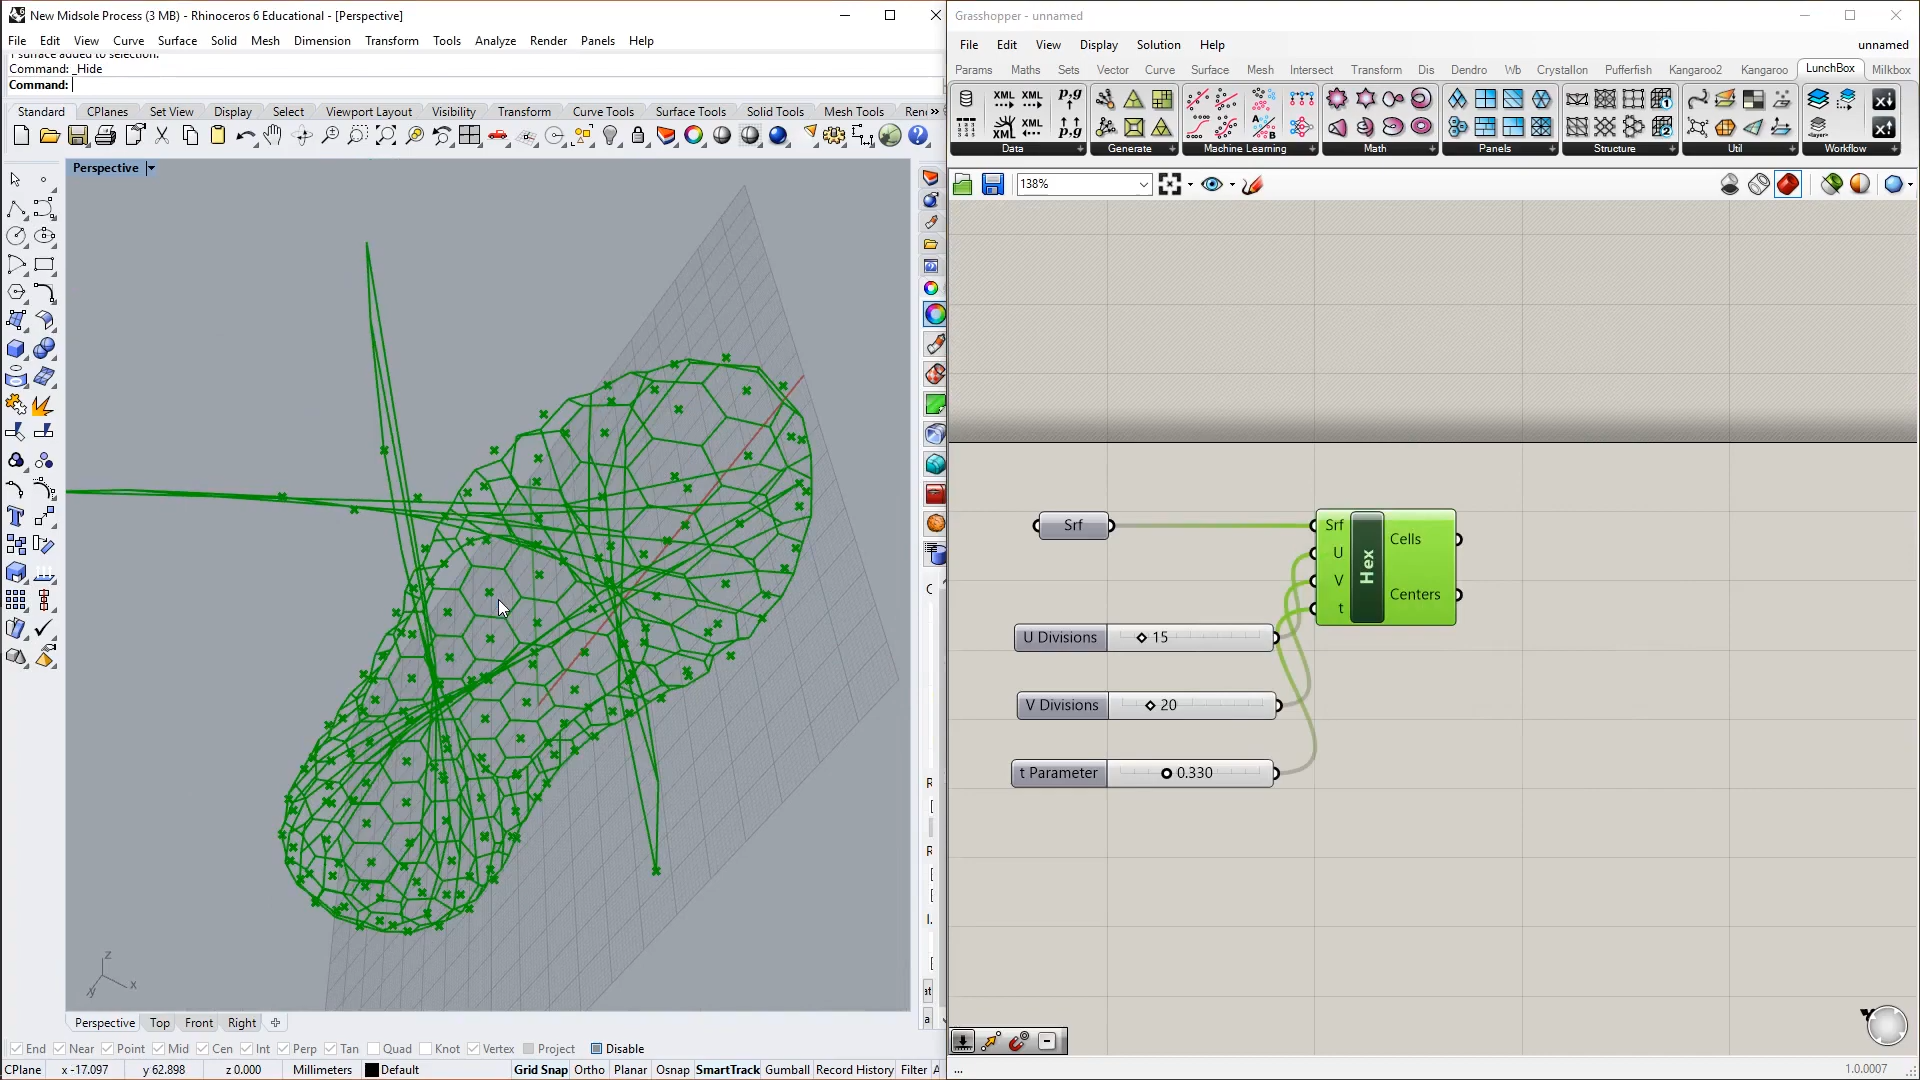 New Midsole Process (3 MB) - Rhinoceros 6 Educational - [Perspective]
File Edit View Curve Surface Solid Mesh Dimension Transform Tools Analyze Render Panels Help
1 surface added to selection.
Command: _Hide
Command:
Standard CPlanes Set View Display Select Viewport Layout Visibility Transform Curve Tools Surface Tools Solid Tools Mesh Tools Ren »
Perspective
z
x
y
Perspective Top Front Right
End Near Point Mid Cen Int Perp Tan Quad Knot Vertex Project Disable
CPlane x -17.097 y 62.898 z 0.000 Millimeters Default Grid Snap Ortho Planar Osnap SmartTrack Gumball Record History Filter A
Grasshopper - unnamed
File Edit View Display Solution Help unnamed
Params Maths Sets Vector Curve Surface Mesh Intersect Transform Dis Dendro Wb Crystallon Pufferfish Kangaroo2 Kangaroo LunchBox Milkbox
Data Generate Machine Learning Math Panels Structure Util Workflow
138%
Srf
Srf
U
V
t
Hex
Cells
Centers
U Divisions 15
V Divisions 20
t Parameter 0.330
... 1.0.0007